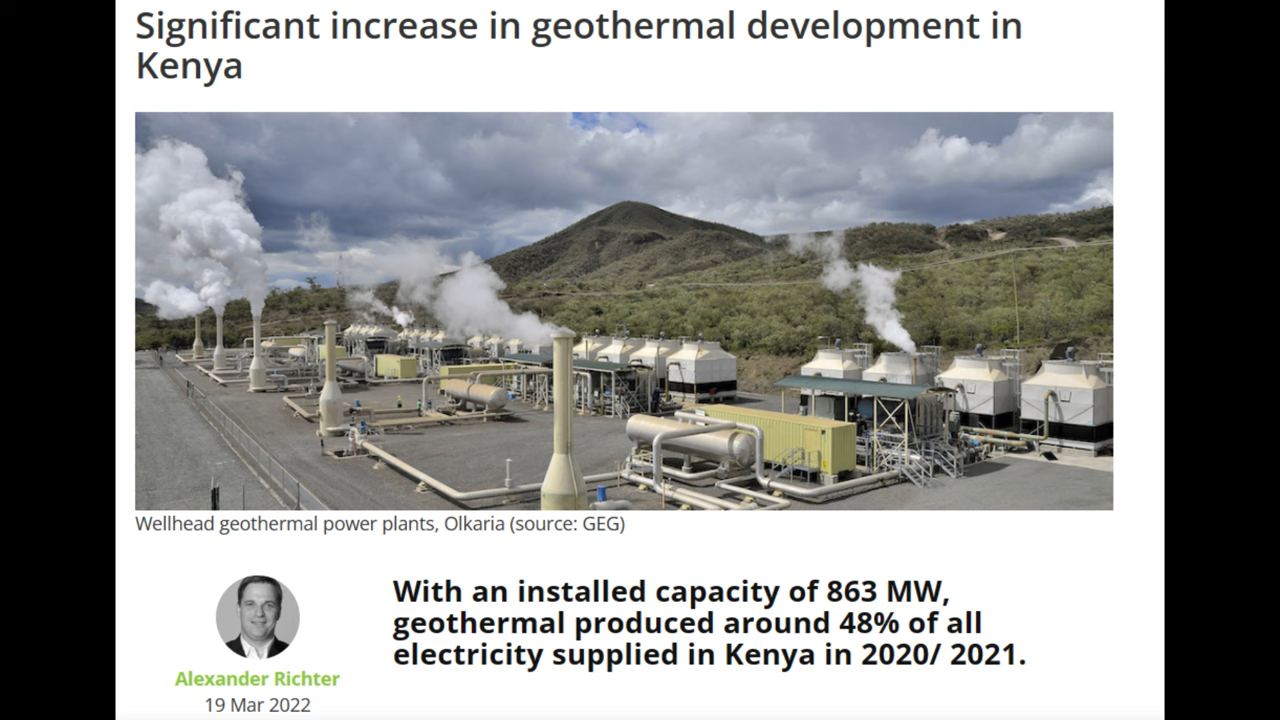 Significant increase in geothermal development in
Kenya
Wellhead geothermal power plants, Olkaria (source: GEG)
With an installed capacity of 863 MW,
geothermal produced around 48% of all
electricity supplied in Kenya in 2020/ 2021.
Alexander Richter
19 Mar 2022